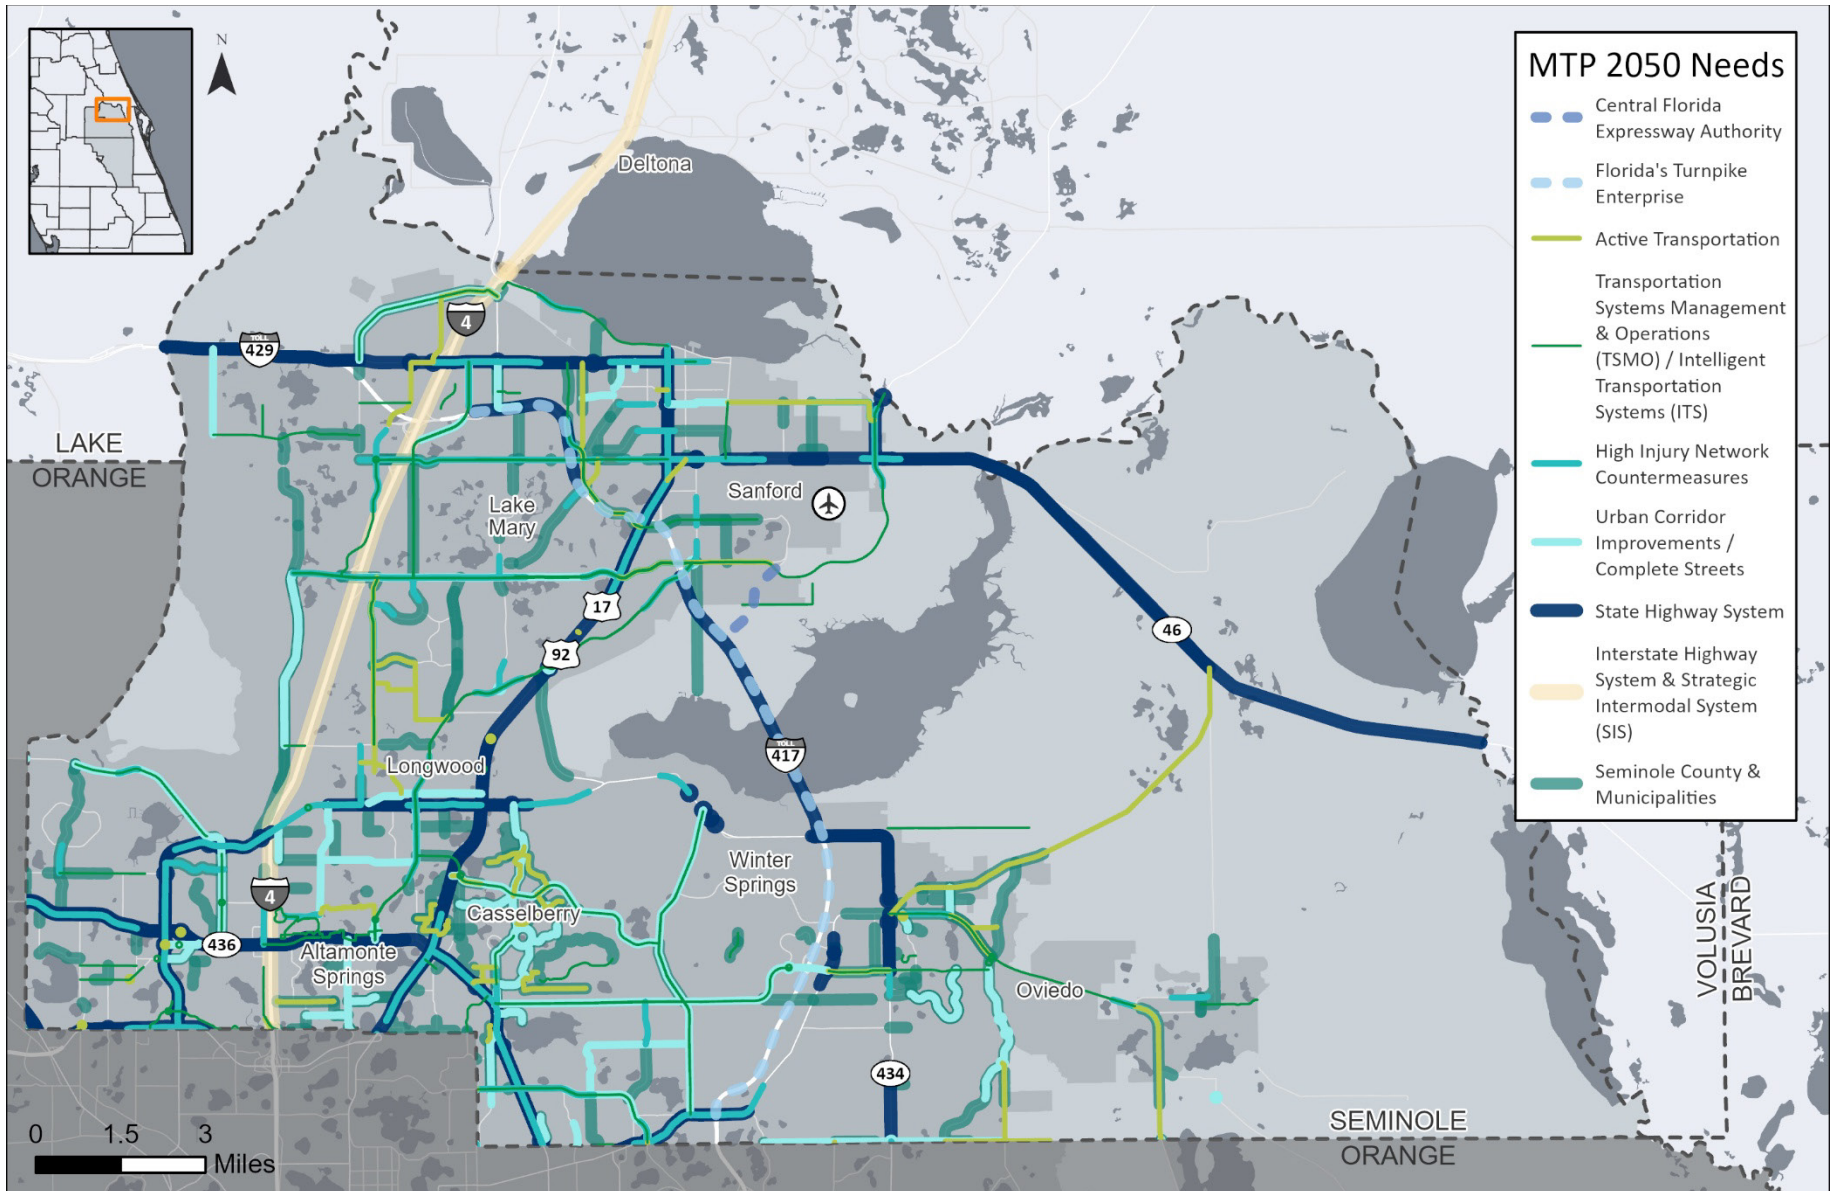 N
MTP 2050 Needs
Central Florida
Expressway Authority
Florida's Turnpike
Enterprise
Active Transportation
Transportation
Systems Management
& Operations
(TSMO) / Intelligent
Transportation
Systems (ITS)
High Injury Network
Countermeasures
Urban Corridor
Improvements /
Complete Streets
State Highway System
Interstate Highway
System & Strategic
Intermodal System
(SIS)
Seminole County &
Municipalities
Deltona
4
TOLL
429
LAKE
ORANGE
Lake
Mary
Sanford
17
92
46
TOLL
417
Longwood
Winter
Springs
4
Casselberry
436
Altamonte
Springs
Oviedo
VOLUSIA
BREVARD
434
SEMINOLE
ORANGE
0 1.5 3
Miles